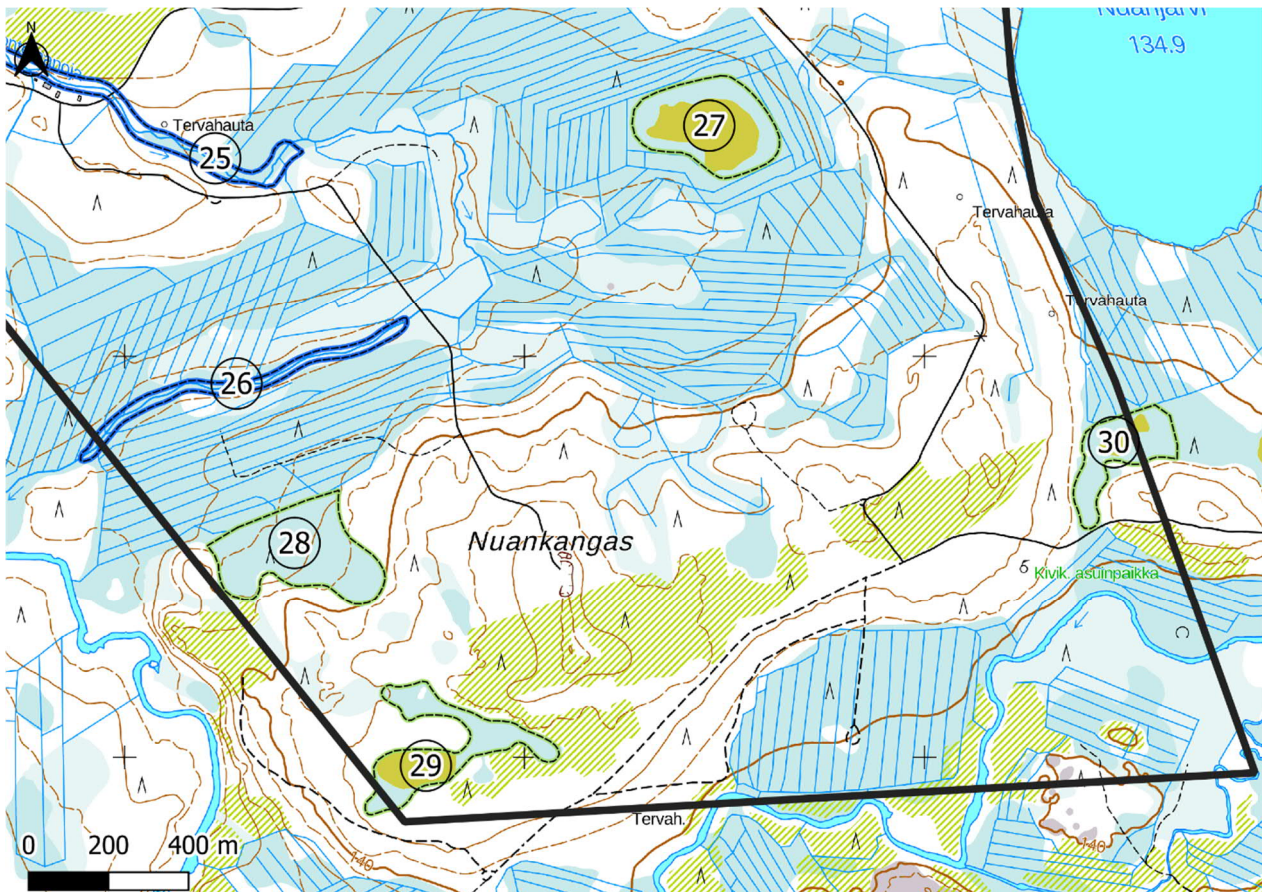 Nuanjärvi
134.9
N
27
Tervahauta
25
Tervahauta
Tervahauta
26
30
28
Nuankangas
Kivik. asuinpaikka
29
Tervah.
140
140
0 200 400 m